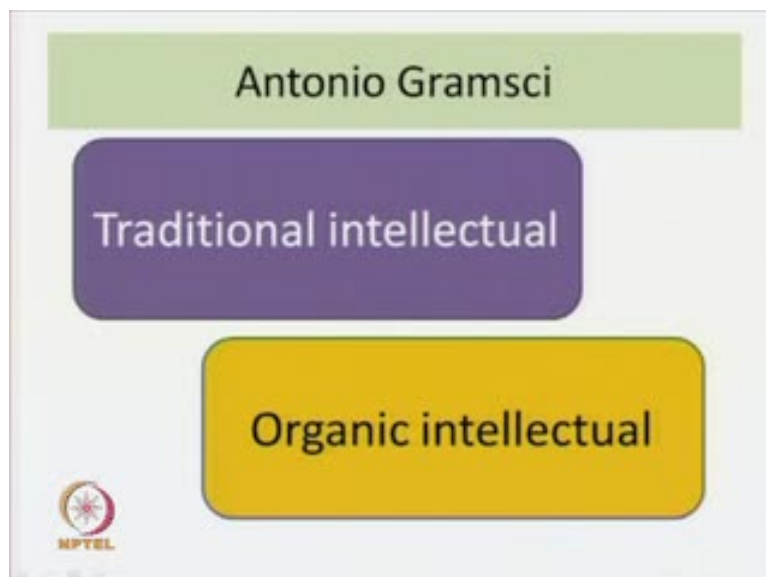 Antonio Gramsci
Traditional intellectual
Organic intellectual
NPTEL